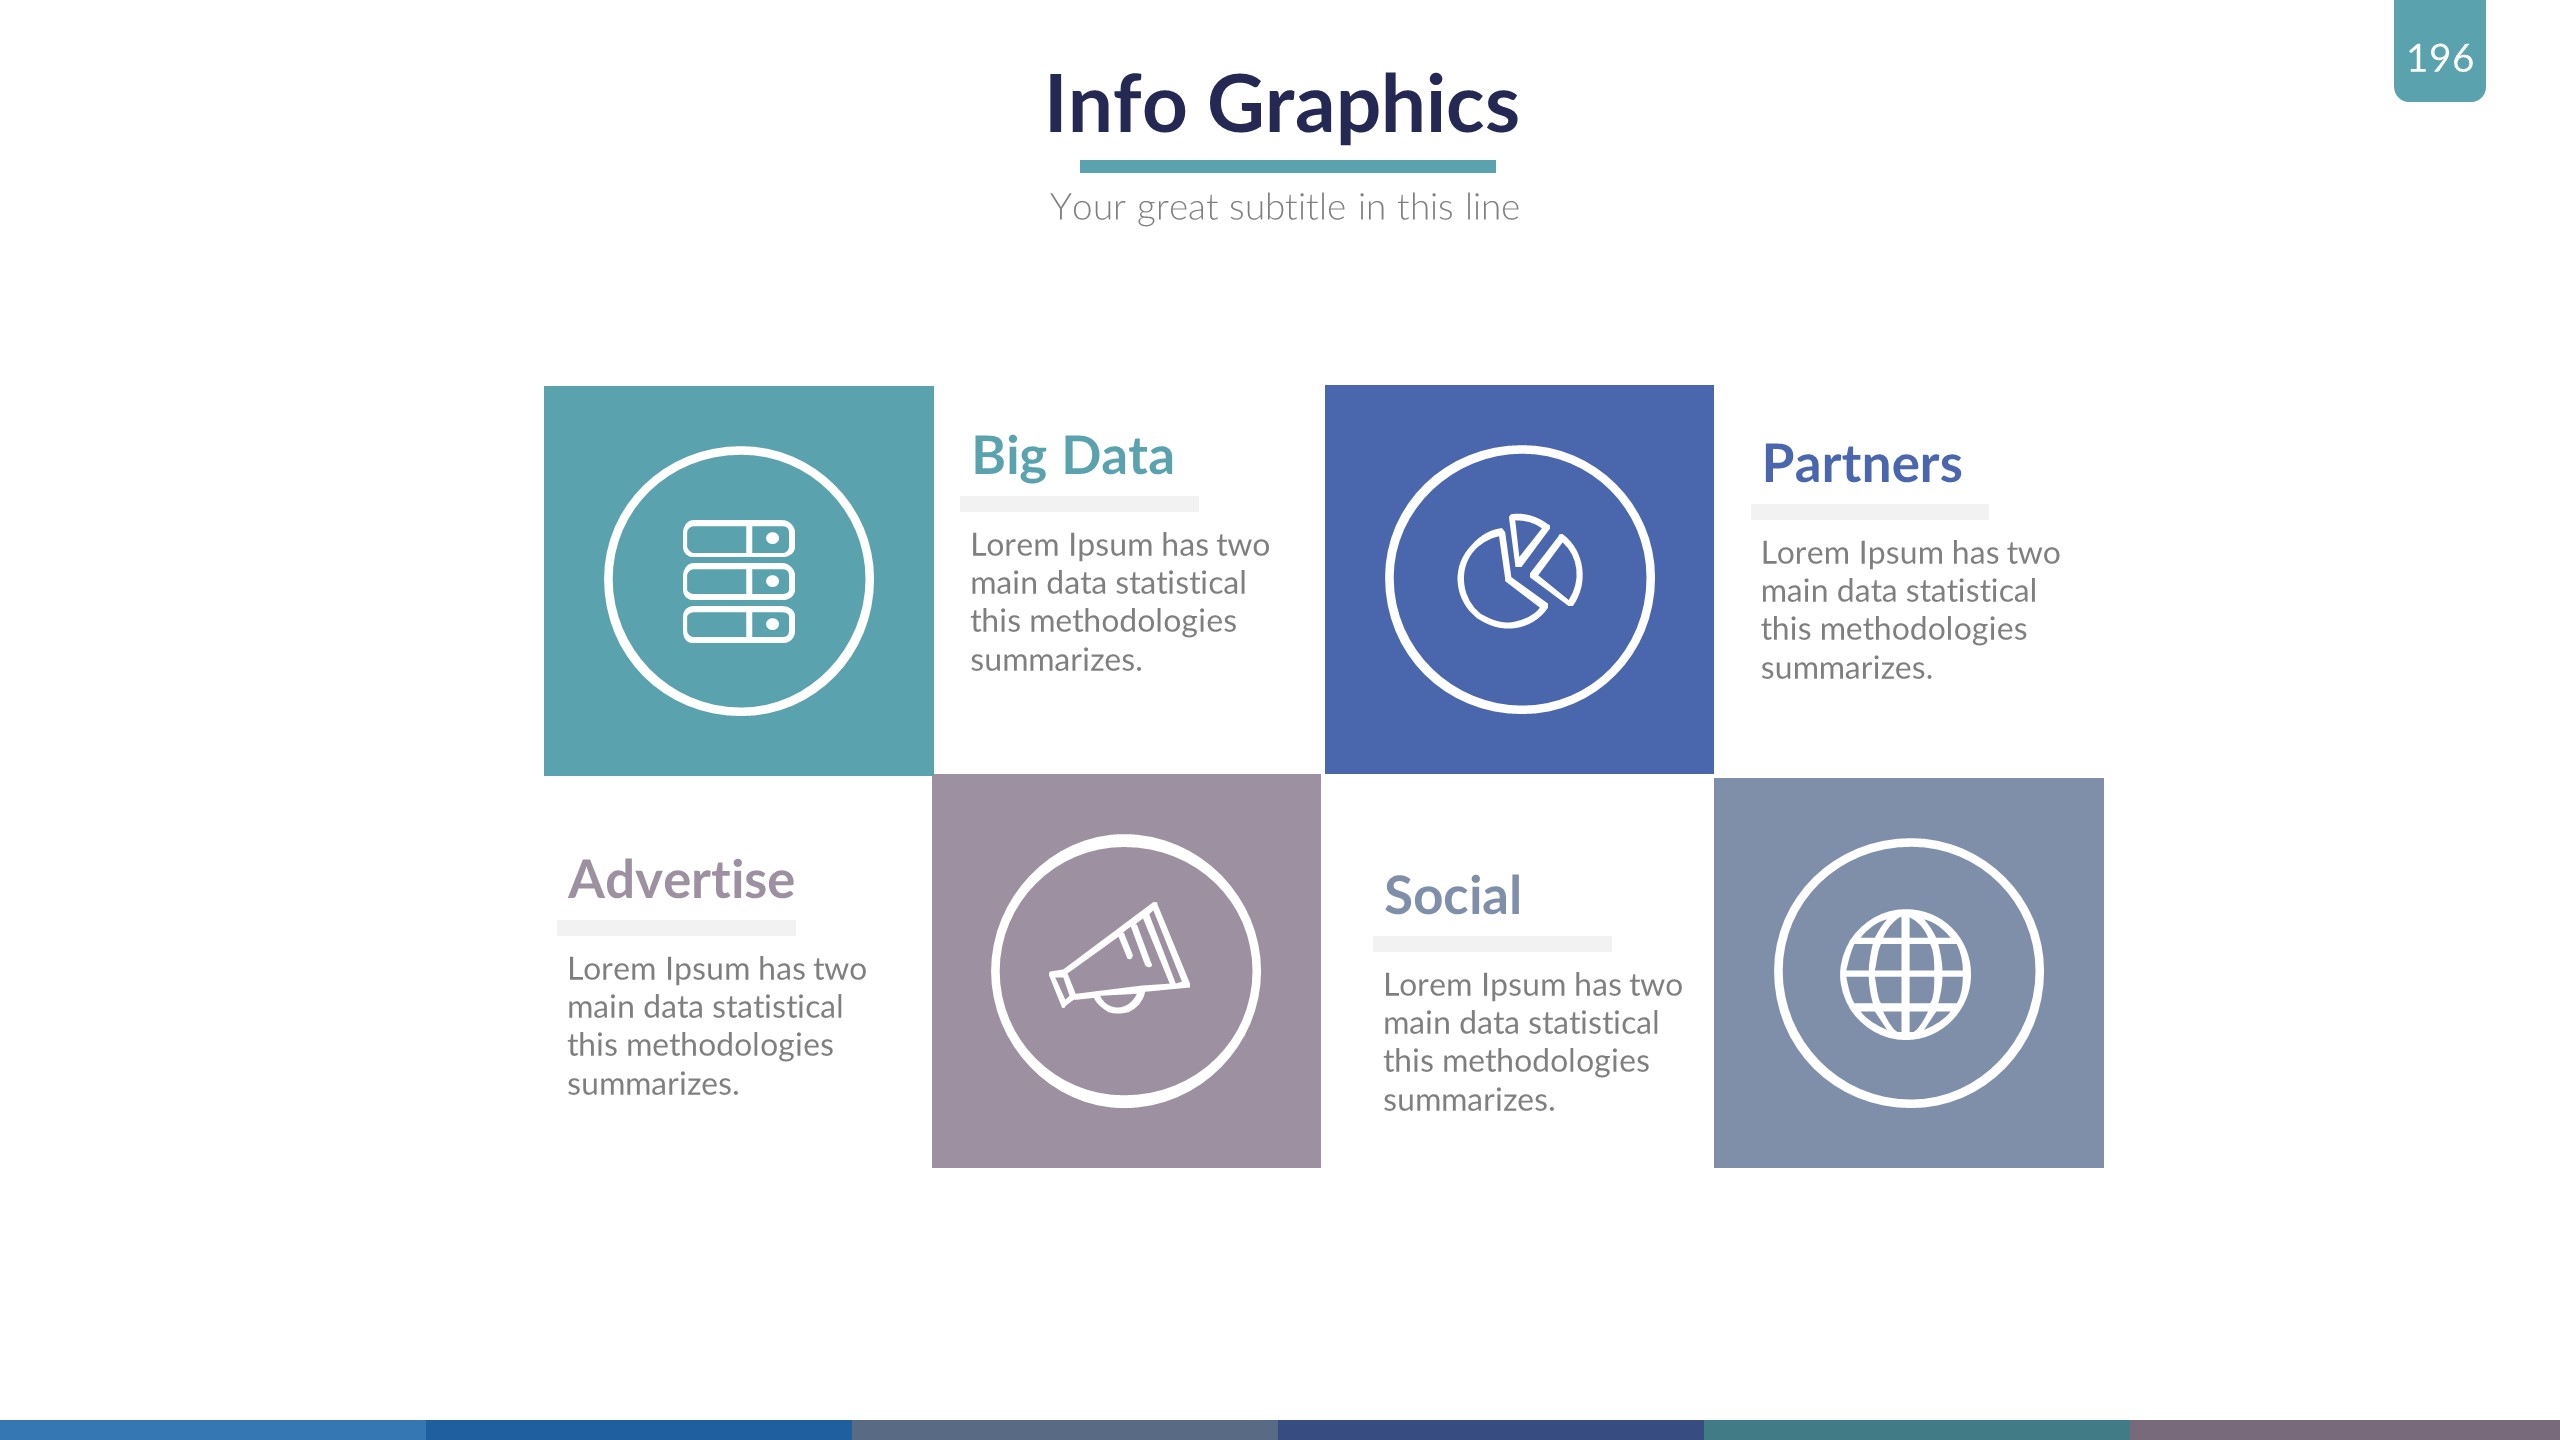 196
Info Graphics
Your great subtitle in this line
Big Data
Lorem Ipsum has two
main data statistical
this methodologies
summarizes.
Partners
Lorem Ipsum has two
main data statistical
this methodologies
summarizes.
Advertise
Lorem Ipsum has two
main data statistical
this methodologies
summarizes.
Social
Lorem Ipsum has two
main data statistical
this methodologies
summarizes.